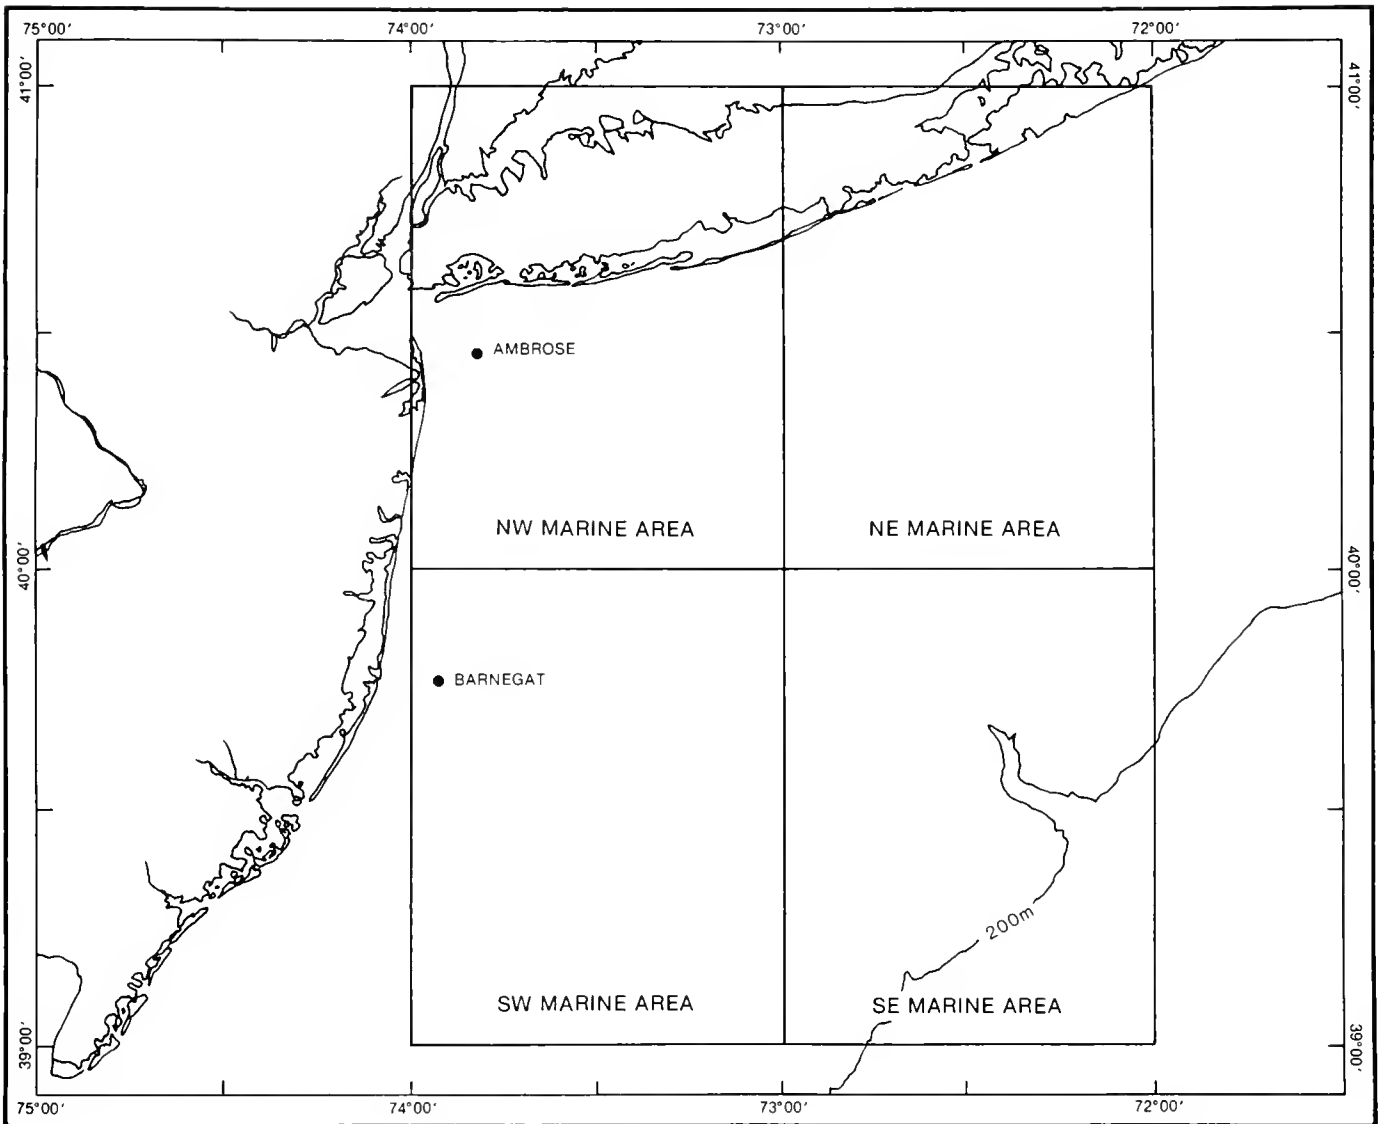 75°00′ 74°00′ 73°00′ 72°00′
41°00′ 41°00′
AMBROSE
NW MARINE AREA NE MARINE AREA
40°00′ 40°00′
BARNEGAT
200m
SW MARINE AREA SE MARINE AREA
39°00′ 39°00′
75°00′ 74°00′ 73°00′ 72°00′